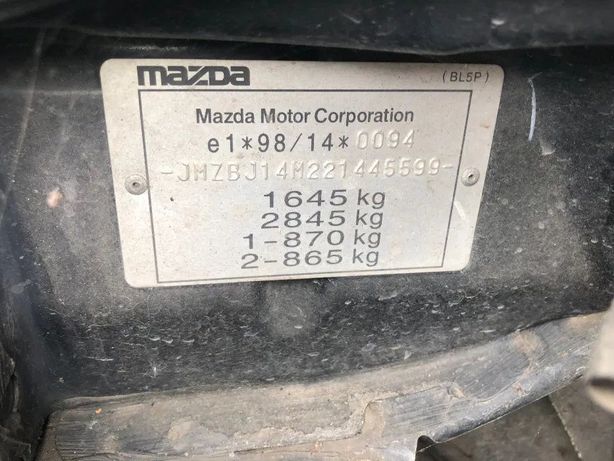 mazda
(BL5P)
Mazda Motor Corporation
e1*98/14*0094
-JMZBJ14M221445599-
1645 kg
2845 kg
1-870 kg
2-865 kg